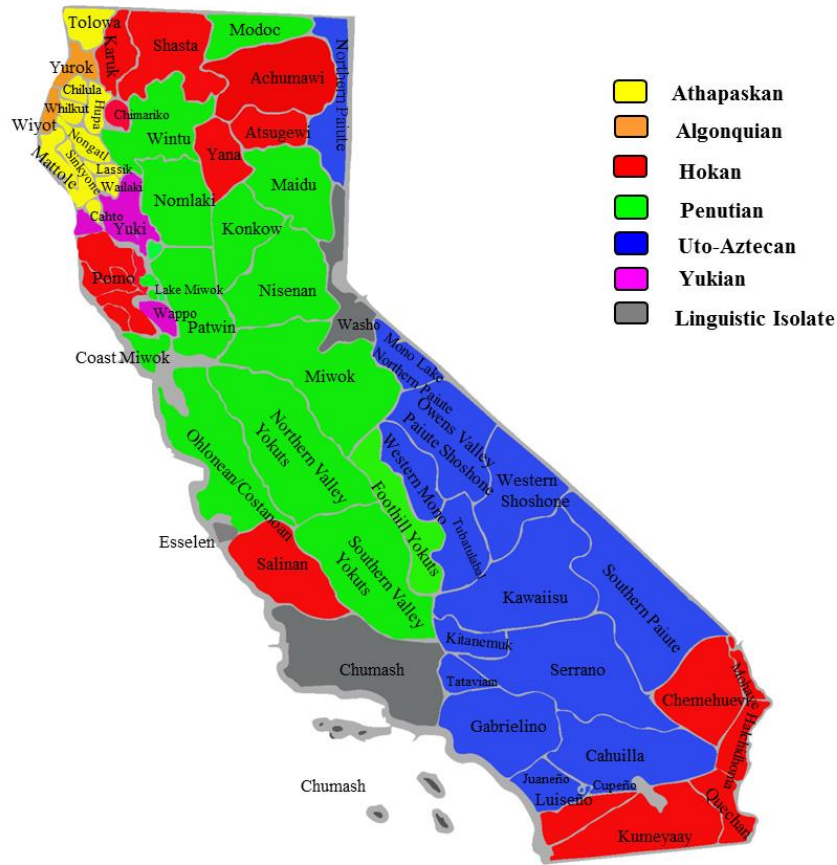 Tolowa
Karuk
Shasta
Modoc
Northern Paiute
Yurok
Achumawi
Chilula
Hupa
Whilkut
Chimariko
Wiyot
Wintu
Atsugewi
Nongatl
Yana
Mattole
Sinkyone
Lassik
Maidu
Wailaki
Nomlaki
Cahto
Yuki
Konkow
Pomo
Lake Miwok
Nisenan
Wappo
Patwin
Washo
Coast Miwok
Mono Lake
Northern Paiute
Miwok
Owens Valley
Paiute Shoshone
Northern Valley
Yokuts
Western Mono
Western
Shoshone
Ohlonean/Costanoan
Foothill Yokuts
Tubatulabal
Esselen
Salinan
Southern Valley
Yokuts
Kawaiisu
Southern Paiute
Kitanemuk
Chumash
Serrano
Tataviam
Chemehuevi
Mohave
Halchidhoma
Gabrielino
Cahuilla
Juaneño
Cupeño
Luiseño
Chumash
Quechan
Kumeyaay
Athapaskan
Algonquian
Hokan
Penutian
Uto-Aztecan
Yukian
Linguistic Isolate